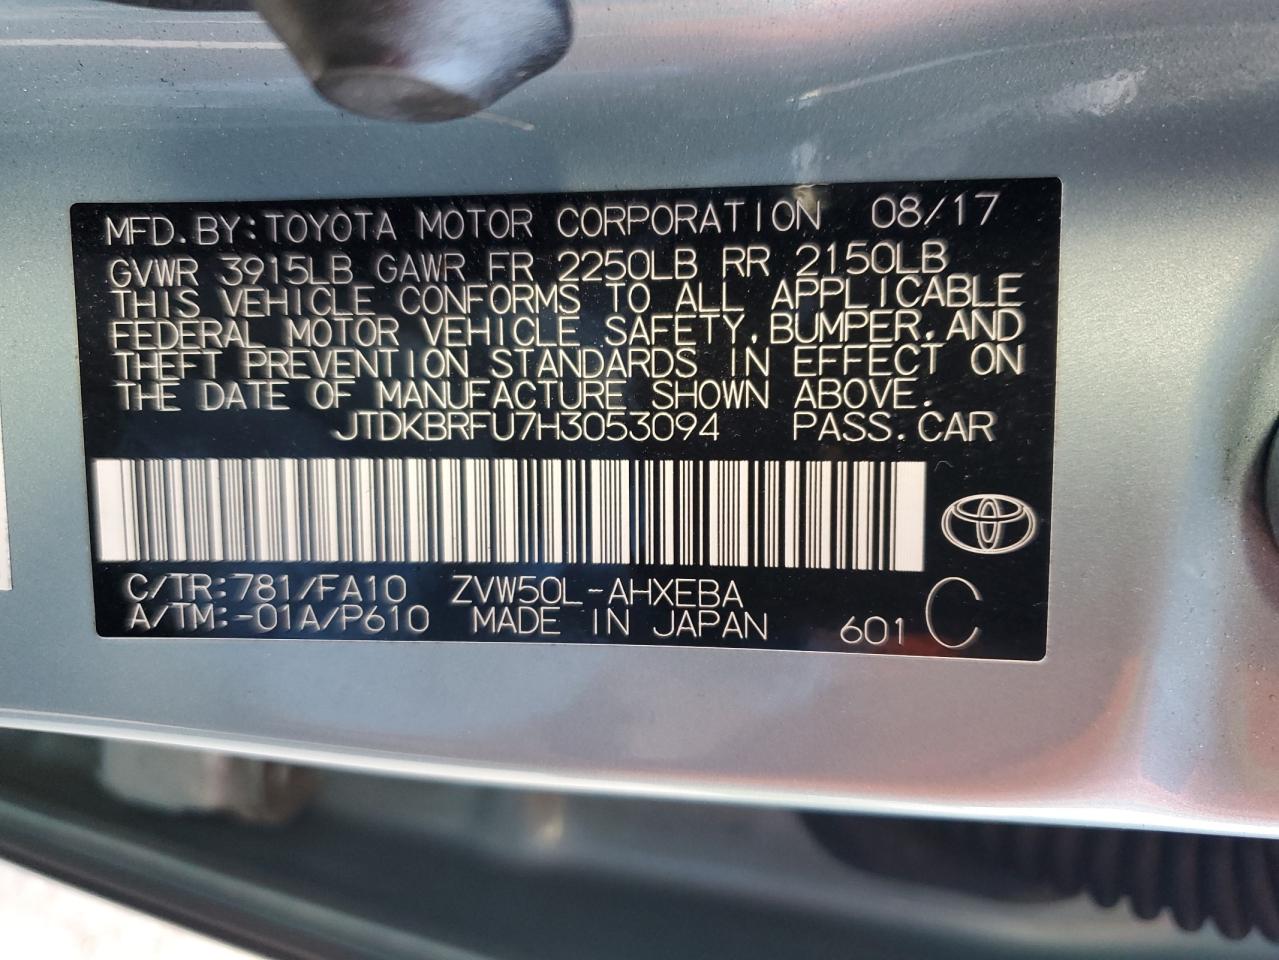 MFD.BY:TOYOTA MOTOR CORPORATION 08/17
GVWR 3915LB GAWR FR 2250LB RR 2150LB
THIS VEHICLE CONFORMS TO ALL APPLICABLE
FEDERAL MOTOR VEHICLE SAFETY,BUMPER,AND
THEFT PREVENTION STANDARDS IN EFFECT ON
THE DATE OF MANUFACTURE SHOWN ABOVE.
JTDKBRFU7H3053094 PASS.CAR
C/TR:781/FA10 ZVW50L-AHXEBA
A/TM:-01A/P610 MADE IN JAPAN 601 C